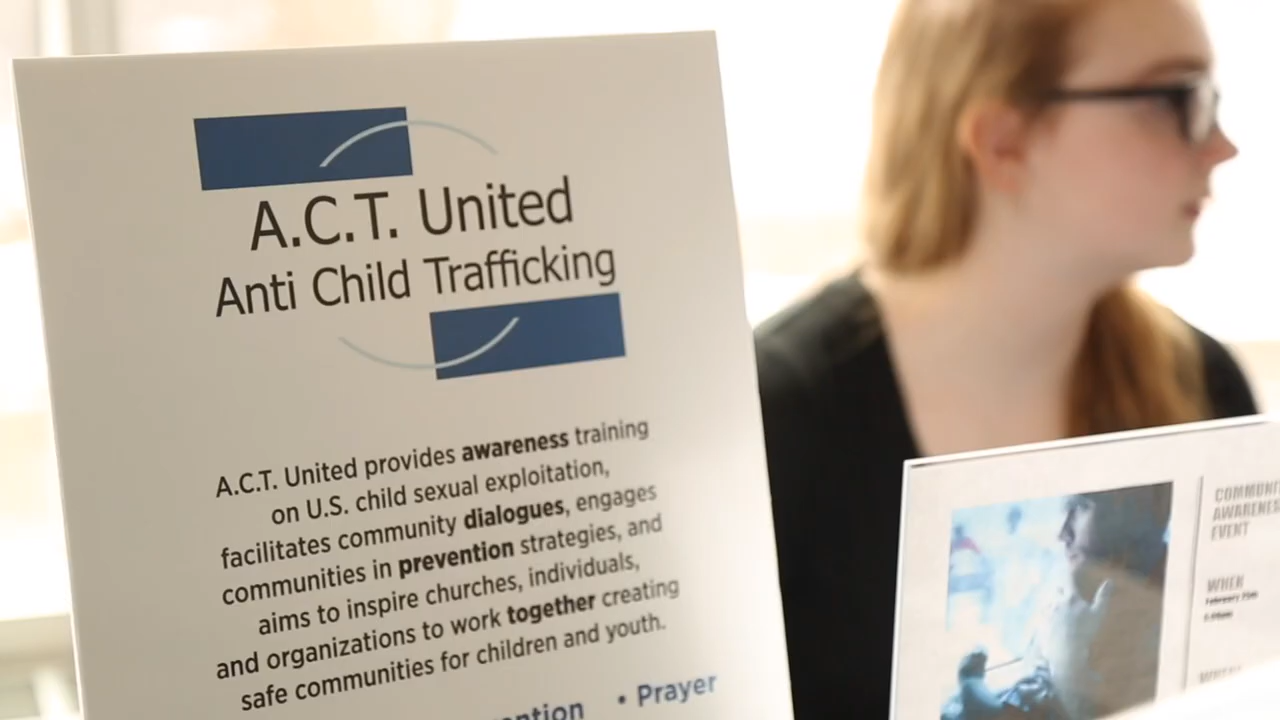 A.C.T. United
Anti Child Trafficking
A.C.T. United provides awareness training
on U.S. child sexual exploitation,
facilitates community dialogues, engages
communities in prevention strategies, and
aims to inspire churches, individuals,
and organizations to work together creating
safe communities for children and youth.
• Prayer
COMMUNI
AWARENES
EVENT
WHEN